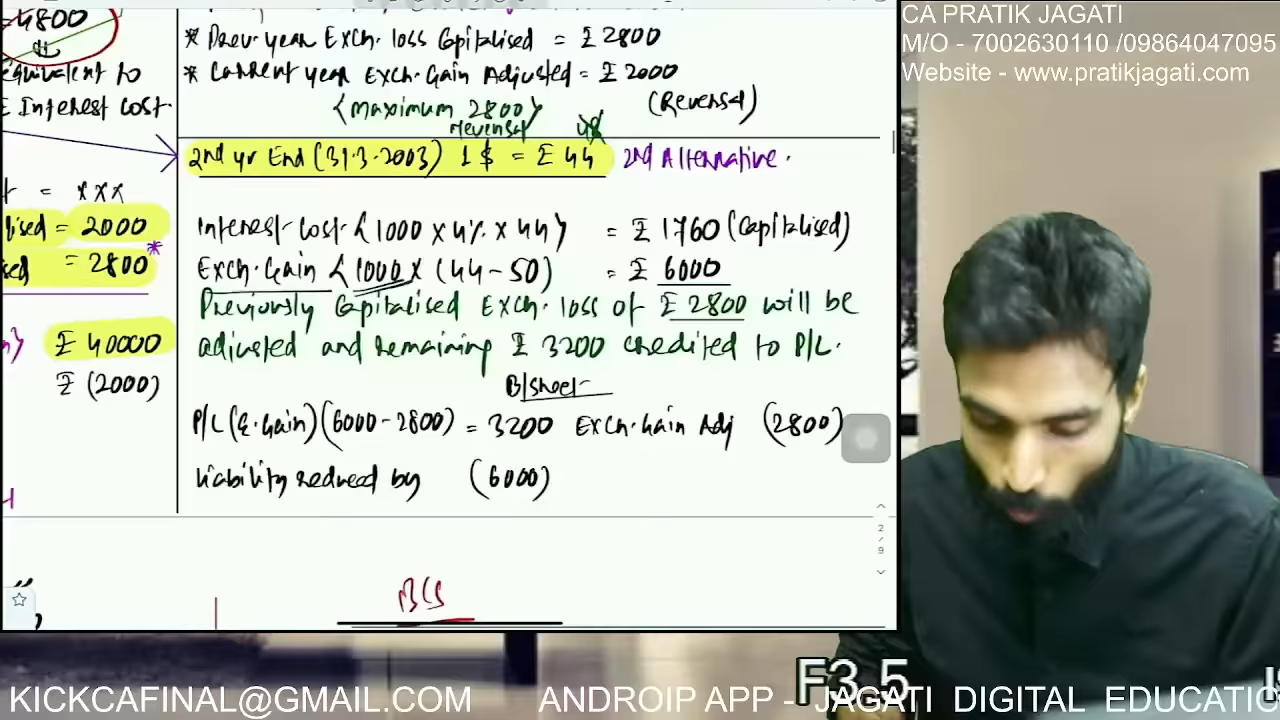 =4800
equivalent to
E Interest cost
= xxx
ised = 2000
sed = 2800*
₹ 40000
₹ (2000)
* Prev. year Exch. loss Capitalised = ₹ 2800
* Current year Exch. Gain Adjusted = ₹ 2000
<maximum 2800> (Reversal)
reversal
2nd yr End (31.3.2003) 1 $ = ₹ 44 2nd Alternative.
Interest cost <1000 x 4% x 44> = ₹ 1760 (Capitalised)
Exch. Gain <1000 x (44-50) = ₹ 6000
Previously Capitalised Exch. loss of ₹ 2800 will be
adjusted and remaining ₹ 3200 credited to P/L.
B/Sheet
P/L (E. Gain) (6000-2800) = 3200 Exch. Gain Adj (2800)
liability reduced by (6000)
2
/
9
CA PRATIK JAGATI
M/O - 7002630110 /09864047095
Website - www.pratikjagati.com
F3.5
KICKCAFINAL@GMAIL.COM ANDROIP APP - JAGATI DIGITAL EDUCATIO